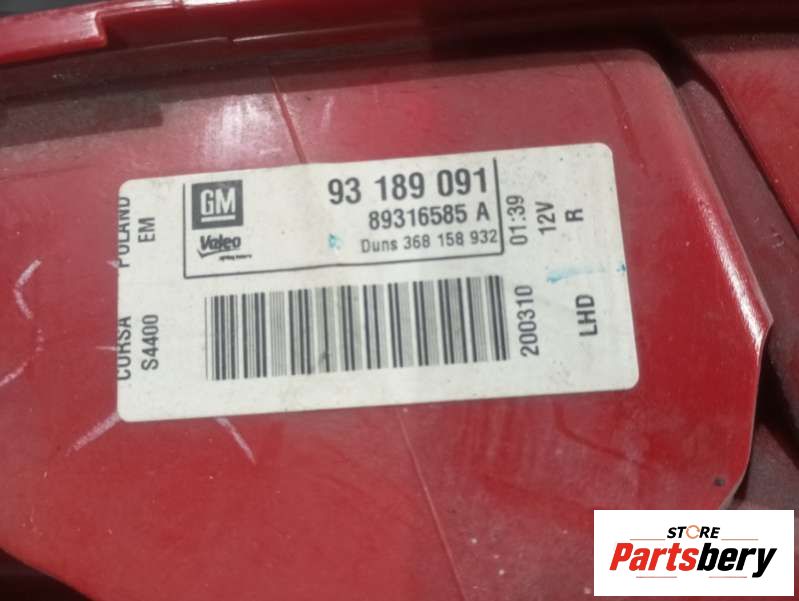 CORSA POLAND
S4400 EM
GM
Valeo
93 189 091
89316585 A
Duns 368 158 932
200310 01:39
12V
LHD R
STORE
Partsbery